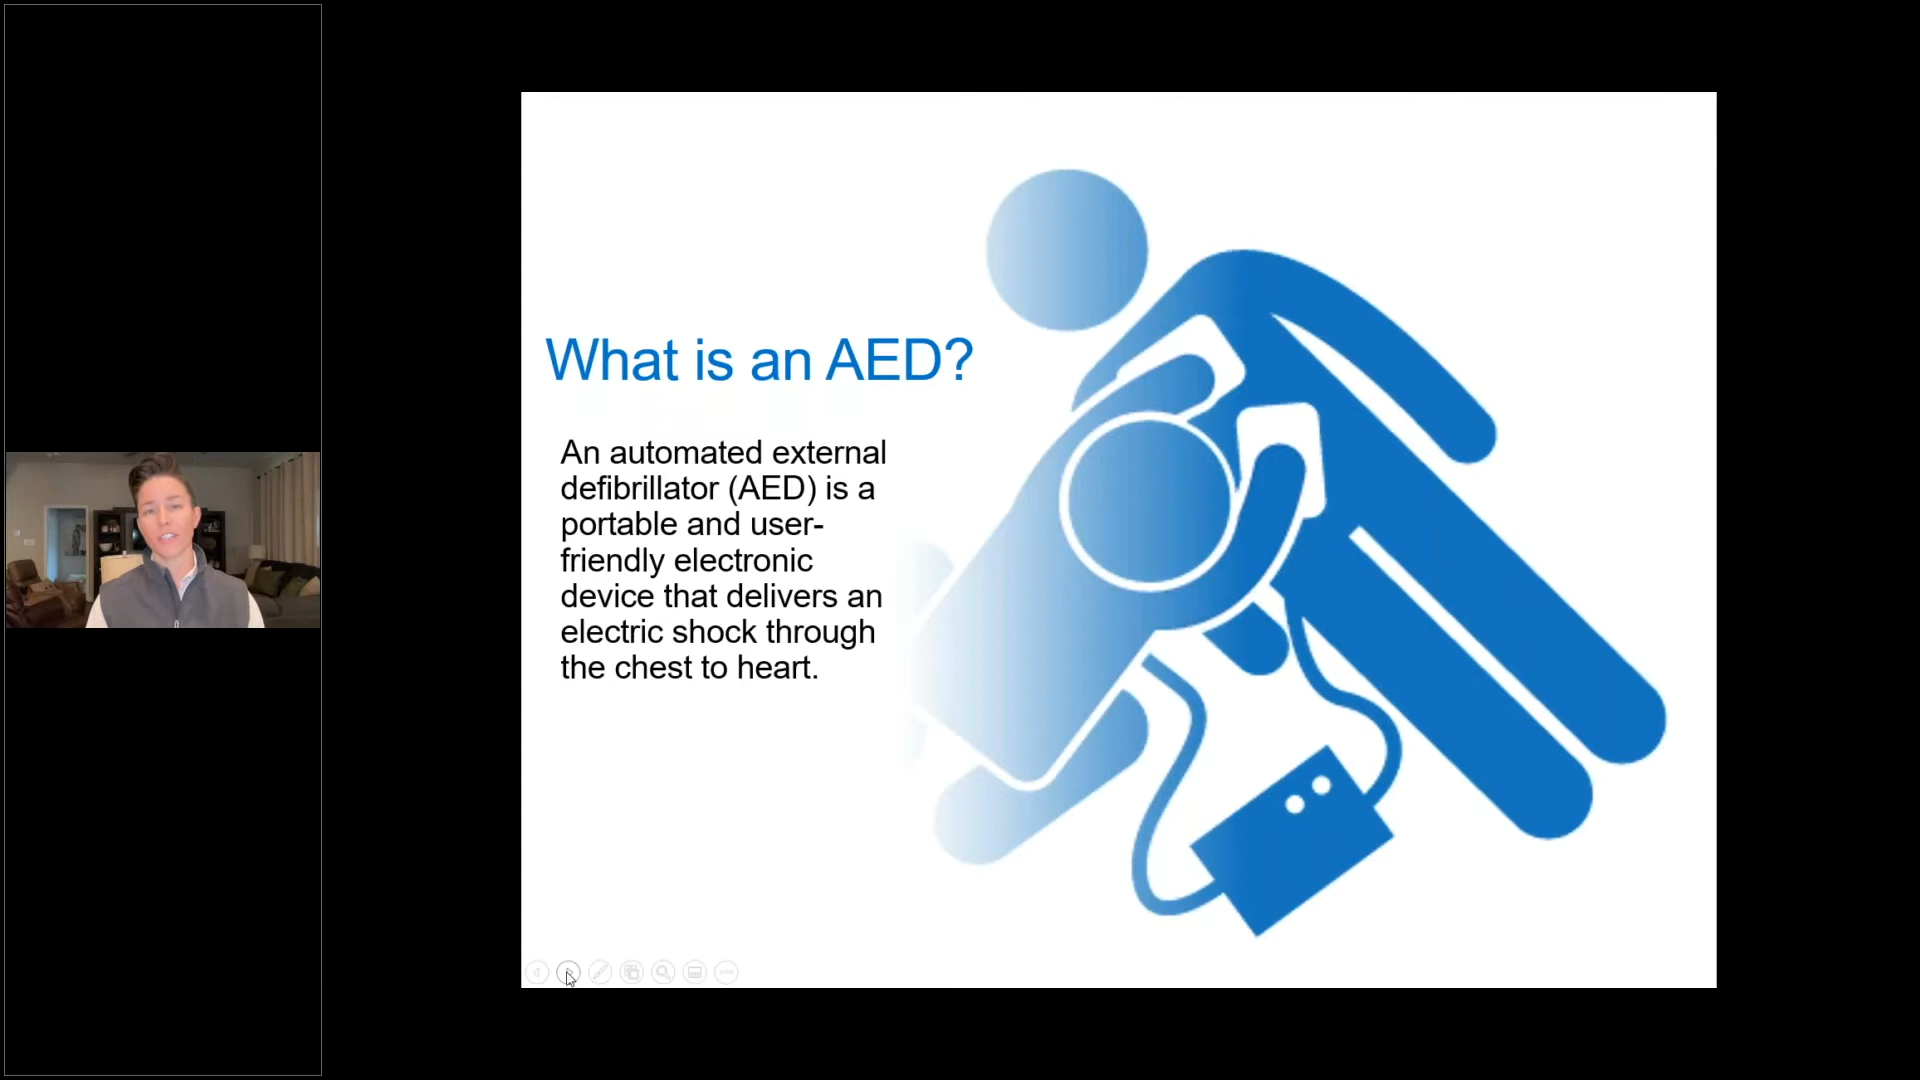 What is an AED?
An automated external
defibrillator (AED) is a
portable and user-
friendly electronic
device that delivers an
electric shock through
the chest to heart.